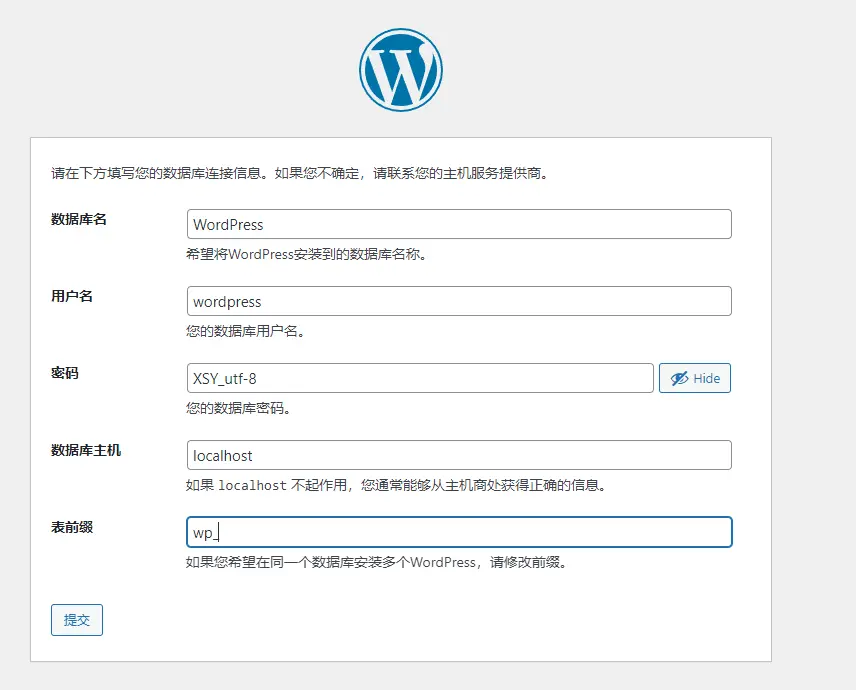 请在下方填写您的数据库连接信息。如果您不确定，请联系您的主机服务提供商。
数据库名
WordPress
希望将WordPress安装到的数据库名称。
用户名
wordpress
您的数据库用户名。
密码
XSY_utf-8
Hide
您的数据库密码。
数据库主机
localhost
如果 localhost 不起作用，您通常能够从主机商处获得正确的信息。
表前缀
wp_
如果您希望在同一个数据库安装多个WordPress，请修改前缀。
提交